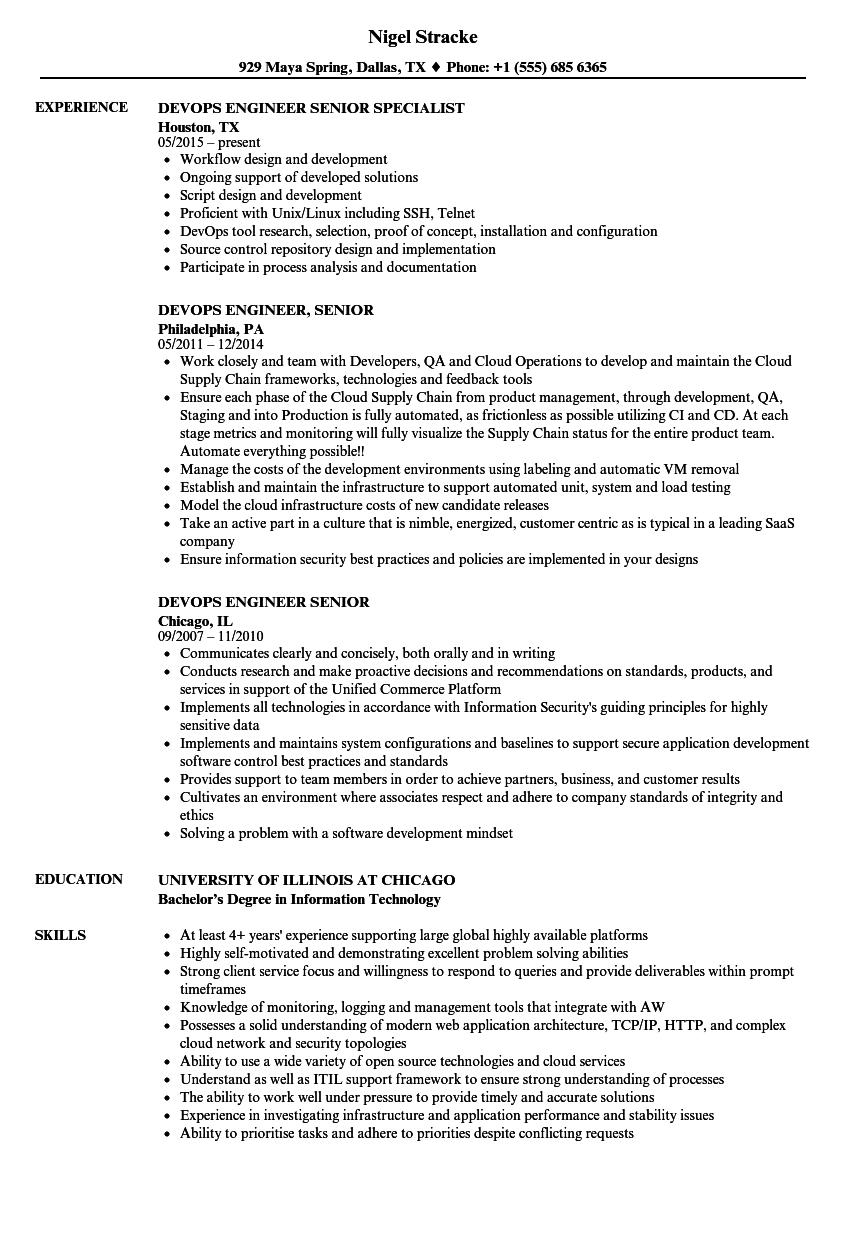 Nigel Stracke
929 Maya Spring, Dallas, TX ♦ Phone: +1 (555) 685 6365
EXPERIENCE
DEVOPS ENGINEER SENIOR SPECIALIST
Houston, TX
05/2015 – present
• Workflow design and development
• Ongoing support of developed solutions
• Script design and development
• Proficient with Unix/Linux including SSH, Telnet
• DevOps tool research, selection, proof of concept, installation and configuration
• Source control repository design and implementation
• Participate in process analysis and documentation
DEVOPS ENGINEER, SENIOR
Philadelphia, PA
05/2011 – 12/2014
• Work closely and team with Developers, QA and Cloud Operations to develop and maintain the Cloud
Supply Chain frameworks, technologies and feedback tools
• Ensure each phase of the Cloud Supply Chain from product management, through development, QA,
Staging and into Production is fully automated, as frictionless as possible utilizing CI and CD. At each
stage metrics and monitoring will fully visualize the Supply Chain status for the entire product team.
Automate everything possible!!
• Manage the costs of the development environments using labeling and automatic VM removal
• Establish and maintain the infrastructure to support automated unit, system and load testing
• Model the cloud infrastructure costs of new candidate releases
• Take an active part in a culture that is nimble, energized, customer centric as is typical in a leading SaaS
company
• Ensure information security best practices and policies are implemented in your designs
DEVOPS ENGINEER SENIOR
Chicago, IL
09/2007 – 11/2010
• Communicates clearly and concisely, both orally and in writing
• Conducts research and make proactive decisions and recommendations on standards, products, and
services in support of the Unified Commerce Platform
• Implements all technologies in accordance with Information Security's guiding principles for highly
sensitive data
• Implements and maintains system configurations and baselines to support secure application development
software control best practices and standards
• Provides support to team members in order to achieve partners, business, and customer results
• Cultivates an environment where associates respect and adhere to company standards of integrity and
ethics
• Solving a problem with a software development mindset
EDUCATION
UNIVERSITY OF ILLINOIS AT CHICAGO
Bachelor's Degree in Information Technology
SKILLS
• At least 4+ years' experience supporting large global highly available platforms
• Highly self-motivated and demonstrating excellent problem solving abilities
• Strong client service focus and willingness to respond to queries and provide deliverables within prompt
timeframes
• Knowledge of monitoring, logging and management tools that integrate with AW
• Possesses a solid understanding of modern web application architecture, TCP/IP, HTTP, and complex
cloud network and security topologies
• Ability to use a wide variety of open source technologies and cloud services
• Understand as well as ITIL support framework to ensure strong understanding of processes
• The ability to work well under pressure to provide timely and accurate solutions
• Experience in investigating infrastructure and application performance and stability issues
• Ability to prioritise tasks and adhere to priorities despite conflicting requests